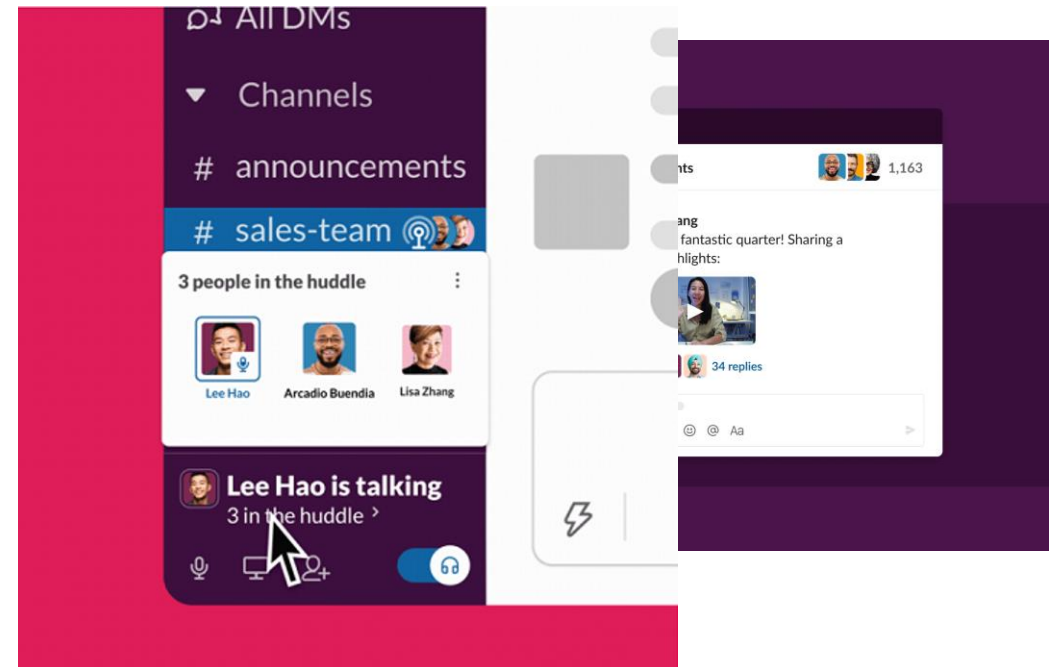 All DMs
Channels
# announcements
# sales-team
3 people in the huddle
Lee Hao
Arcadio Buendia
Lisa Zhang
Lee Hao is talking
3 in the huddle >
nts
1,163
ang
fantastic quarter! Sharing a
hlights:
34 replies
@ Aa